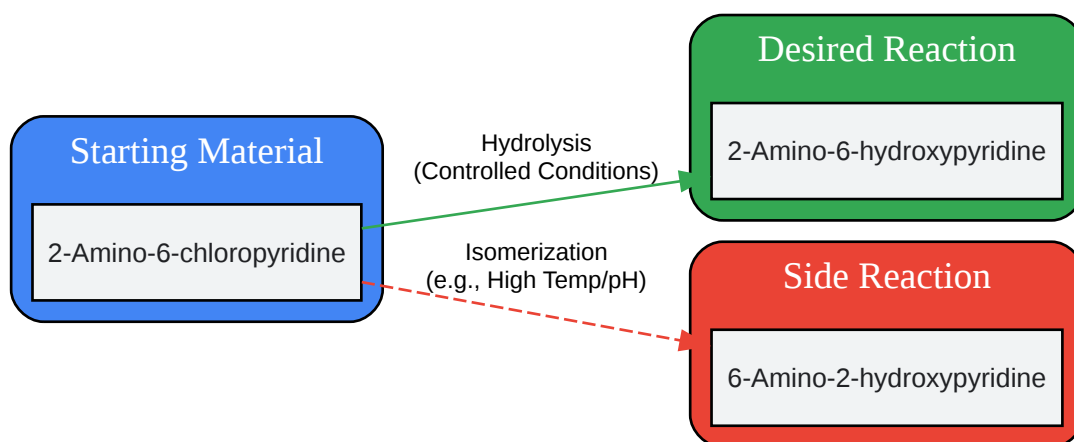 Starting Material
2-Amino-6-chloropyridine
Hydrolysis
(Controlled Conditions)
Isomerization
(e.g., High Temp/pH)
Desired Reaction
2-Amino-6-hydroxypyridine
Side Reaction
6-Amino-2-hydroxypyridine